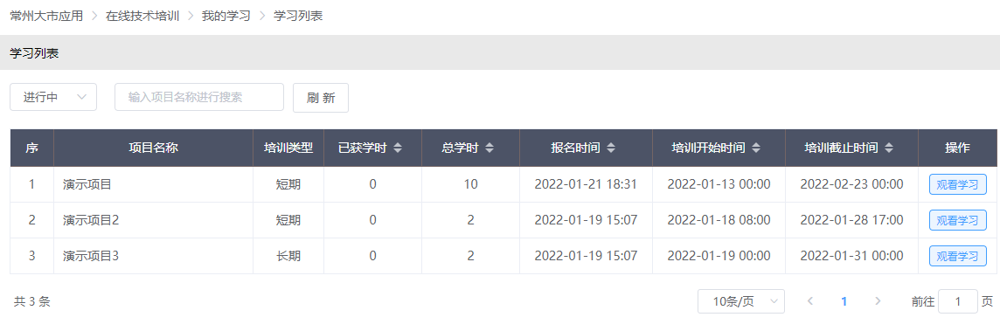 常州大市应用 > 在线技术培训 > 我的学习 > 学习列表
学习列表
进行中 输入项目名称进行搜索 刷 新
序 项目名称 培训类型 已获学时 总学时 报名时间 培训开始时间 培训截止时间 操作
1 演示项目 短期 0 10 2022-01-21 18:31 2022-01-13 00:00 2022-02-23 00:00 观看学习
2 演示项目2 短期 0 2 2022-01-19 15:07 2022-01-18 08:00 2022-01-28 17:00 观看学习
3 演示项目3 长期 0 2 2022-01-19 15:07 2022-01-19 00:00 2022-01-31 00:00 观看学习
共 3 条 10条/页 < 1 > 前往 1 页